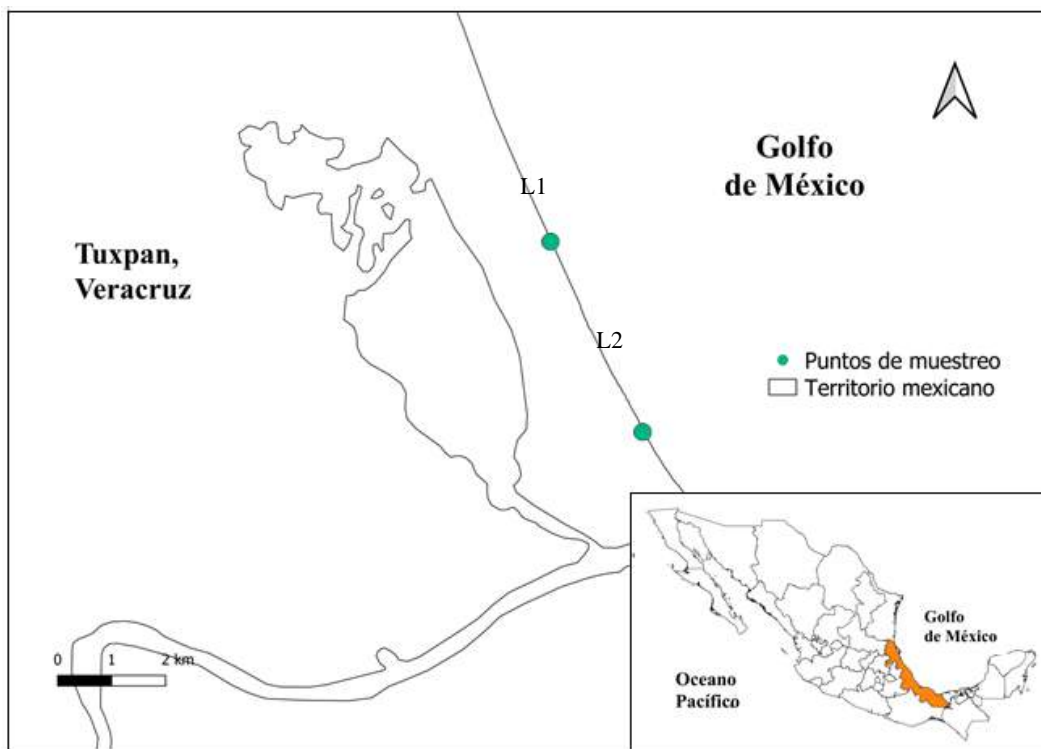 Golfo
de México
L1
Tuxpan,
Veracruz
L2
Puntos de muestreo
Territorio mexicano
0 1 2 km
Golfo
de México
Oceano
Pacífico